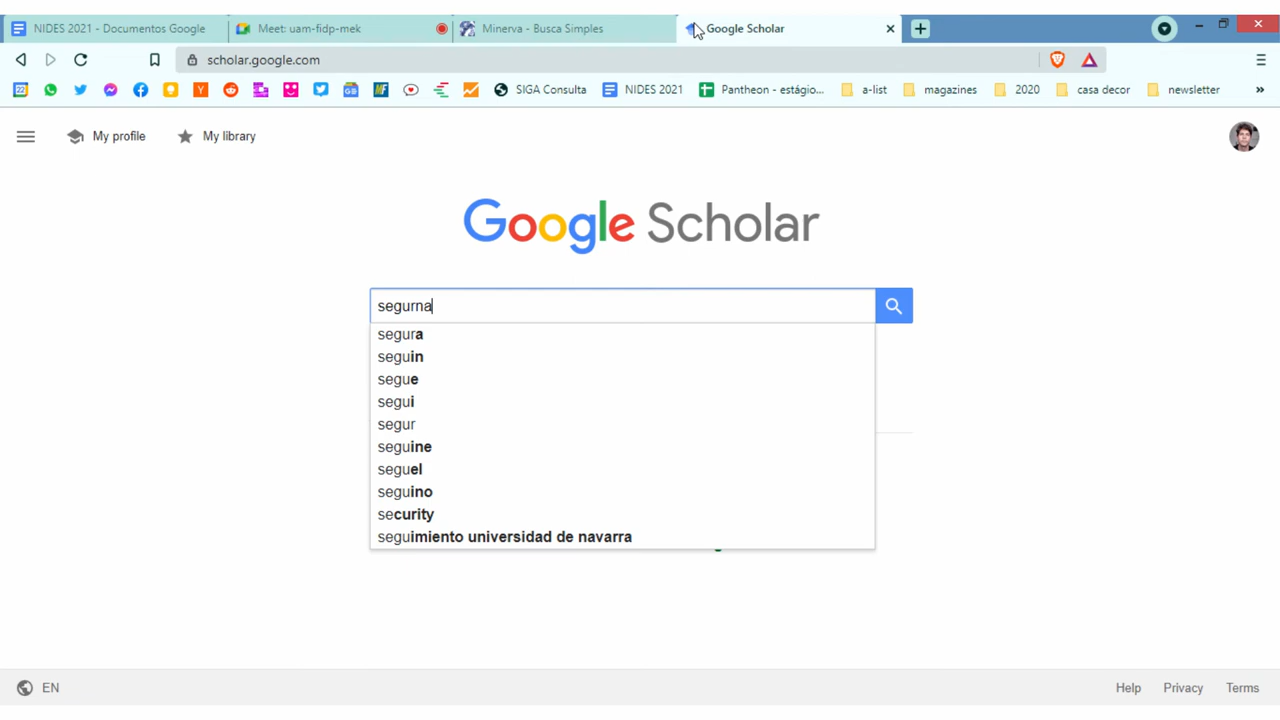 NIDES 2021 - Documentos Google
Meet: uam-fidp-mek
Minerva - Busca Simples
Google Scholar
scholar.google.com
SIGA Consulta
NIDES 2021
Pantheon - estágio...
a-list
magazines
2020
casa decor
newsletter
»
My profile
My library
Google Scholar
segurna
segura
seguin
segue
segui
segur
seguine
seguel
seguino
security
seguimiento universidad de navarra
EN
Help
Privacy
Terms